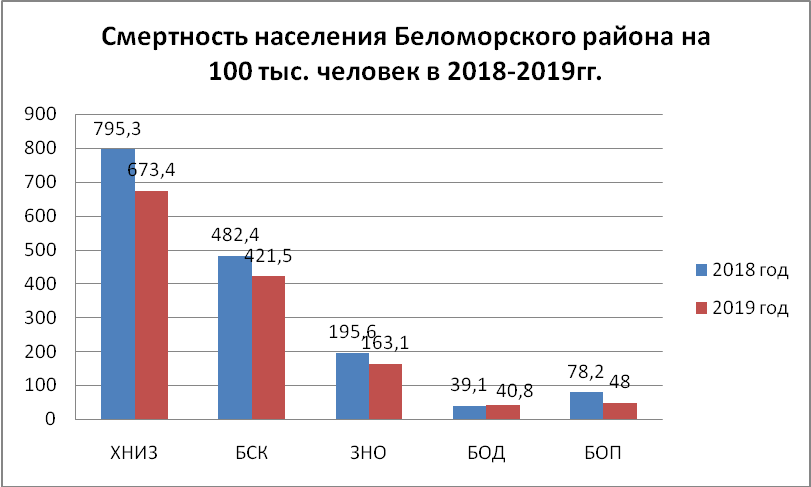 Смертность населения Беломорского района на
100 тыс. человек в 2018-2019гг.
900
800
700
600
500
400
300
200
100
0
795,3
673,4
482,4
421,5
195,6
163,1
39,1
40,8
78,2
48
ХНИЗ
БСК
ЗНО
БОД
БОП
2018 год
2019 год